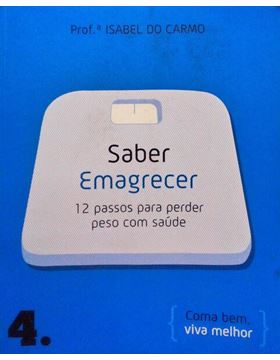 Prof.ª ISABEL DO CARMO
Saber
Emagrecer
12 passos para perder
peso com saúde
4.
Coma bem,
viva melhor